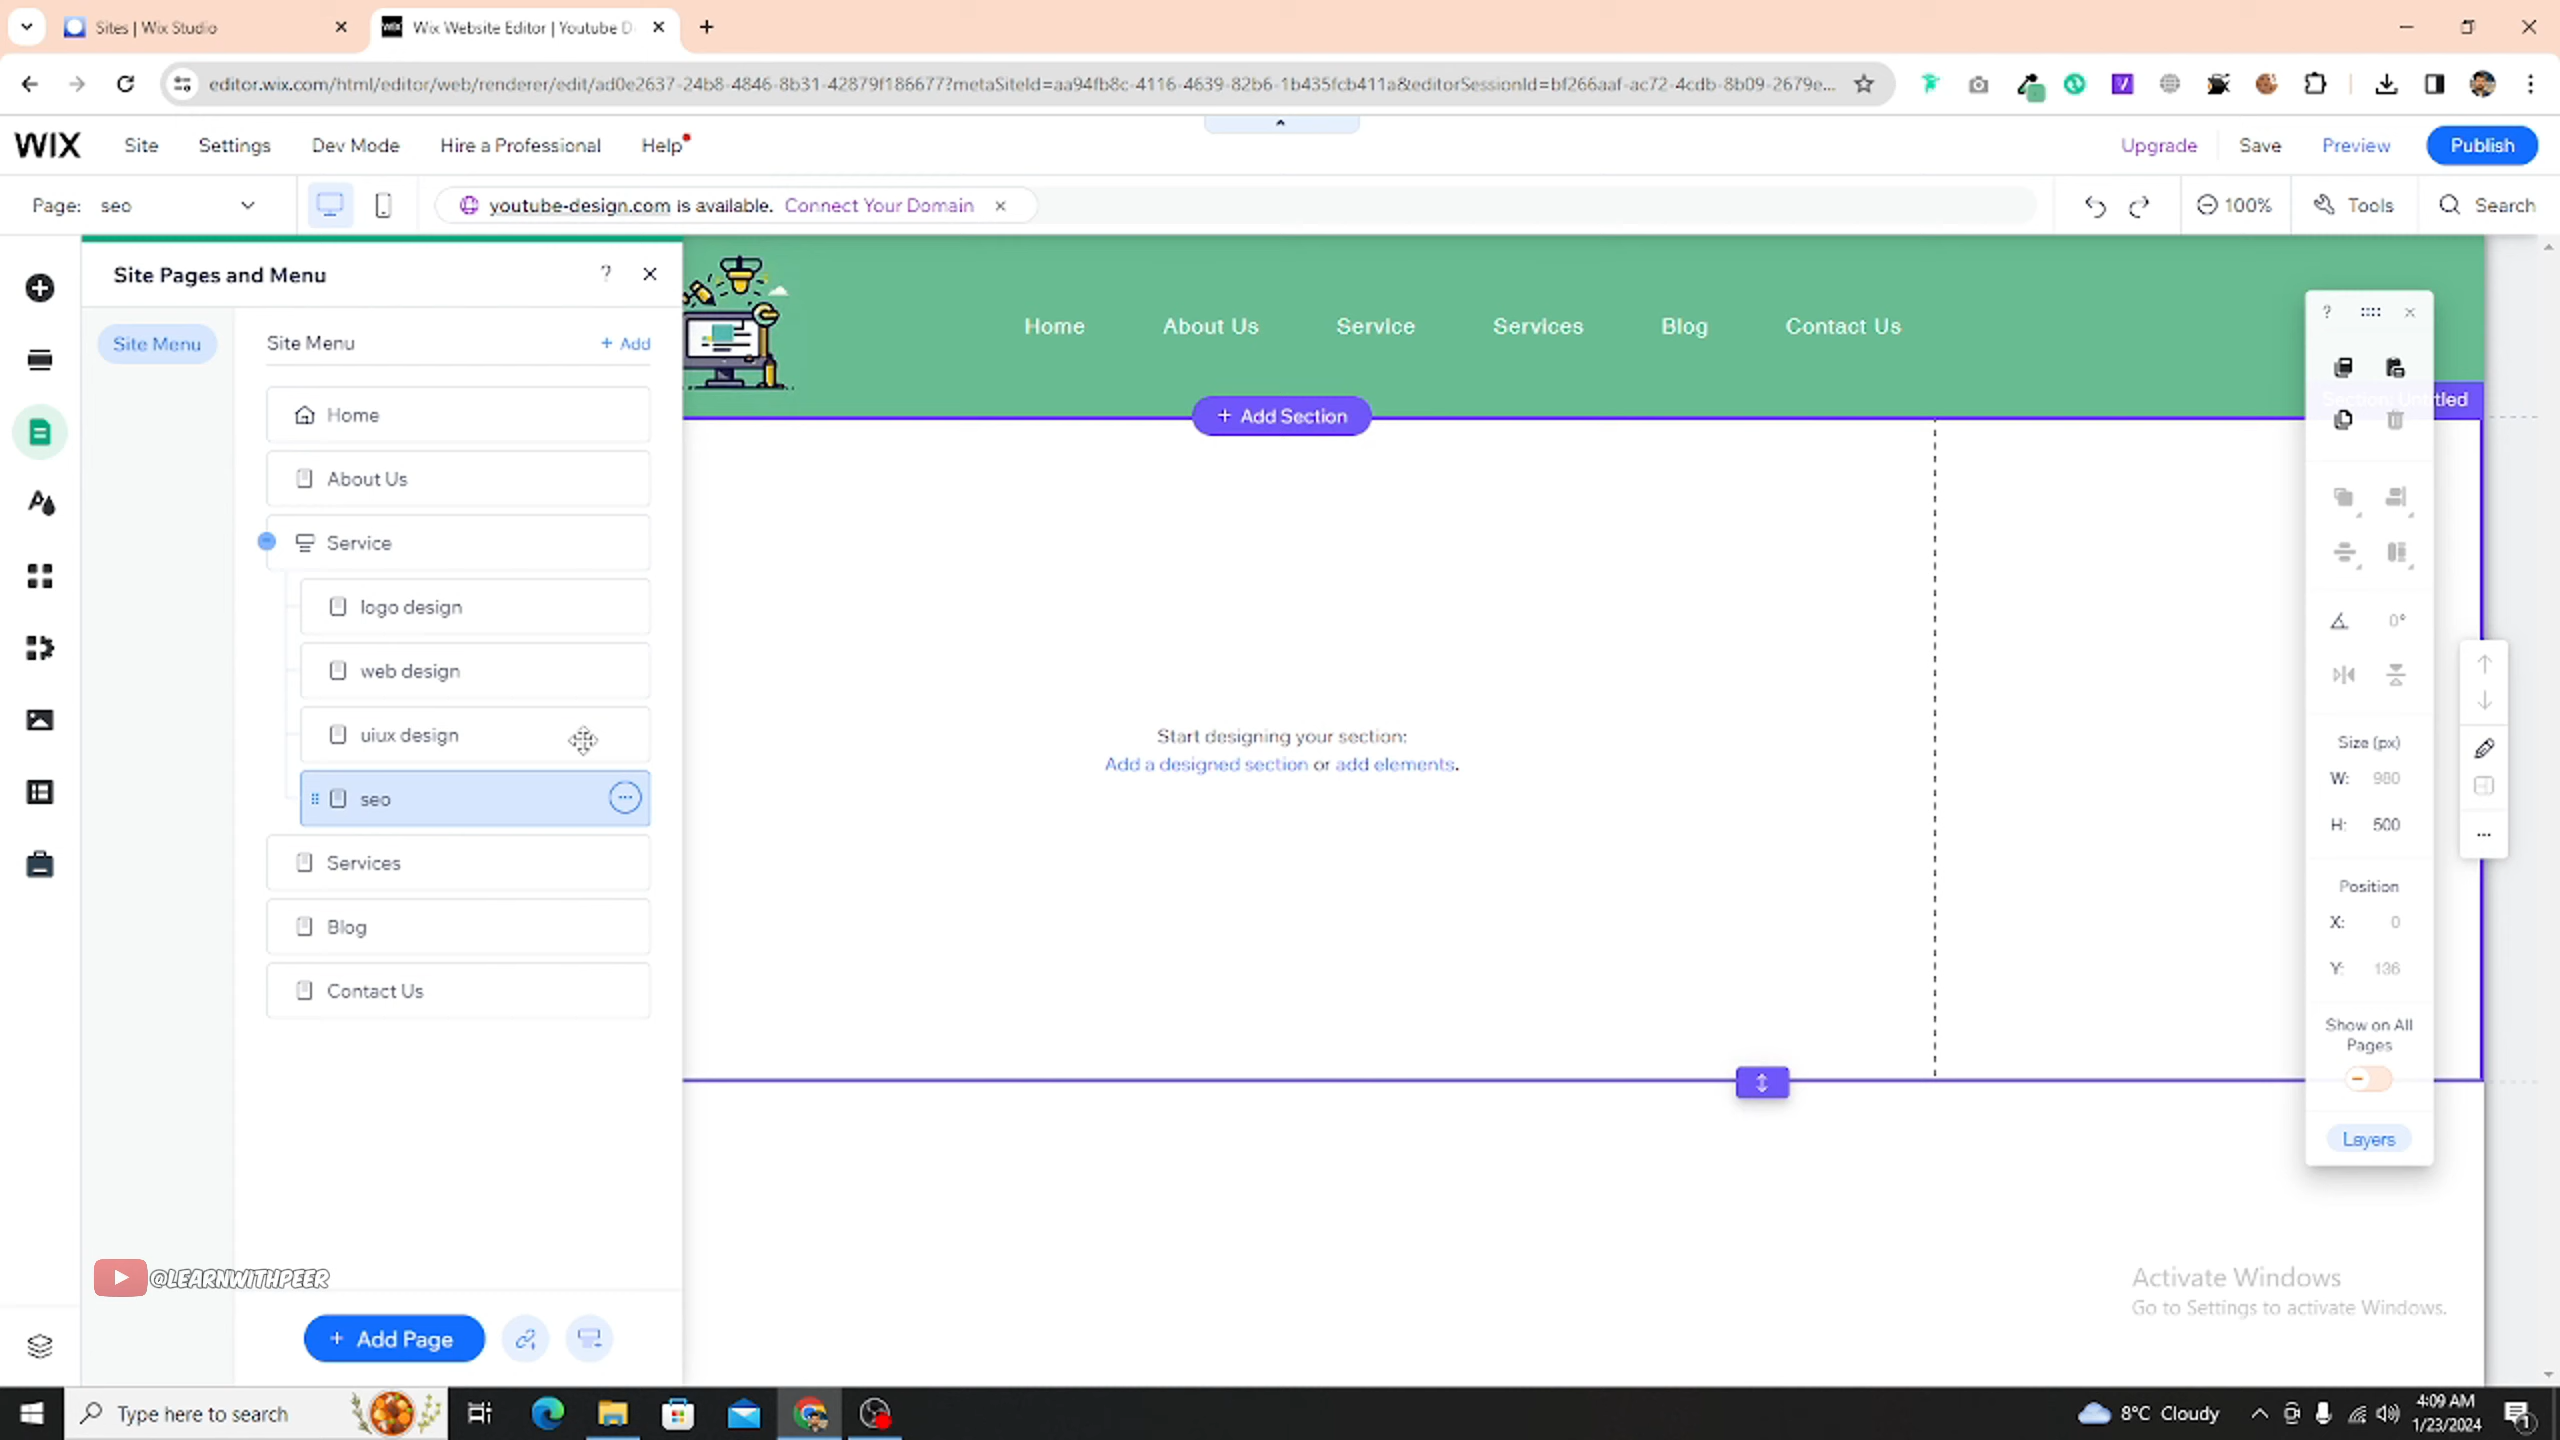 Sites | Wix Studio
Wix Website Editor | Youtube D
editor.wix.com/html/editor/web/renderer/edit/ad0e2637-24b8-4846-8b31-42879f186677?metaSiteId=aa94fb8c-4116-4639-82b6-1b435fcb411a&editorSessionId=bf266aaf-ac72-4cdb-8b09-2679e...
WIX Site Settings Dev Mode Hire a Professional Help Upgrade Save Preview Publish
Page: seo youtube-design.com is available. Connect Your Domain 100% Tools Search
Site Pages and Menu ?
Site Menu
Site Menu + Add
Home
About Us
Service
logo design
web design
uiux design
seo
Services
Blog
Contact Us
+ Add Page
Home About Us Service Services Blog Contact Us
+ Add Section
Section: Untitled
Start designing your section:
Add a designed section or add elements.
?
0°
Size (px)
W: 980
H: 500
Position
X: 0
Y: 136
Show on All
Pages
Layers
@LEARNWITHPEER
Activate Windows
Go to Settings to activate Windows.
Type here to search
8°C Cloudy
4:09 AM
1/23/2024
1